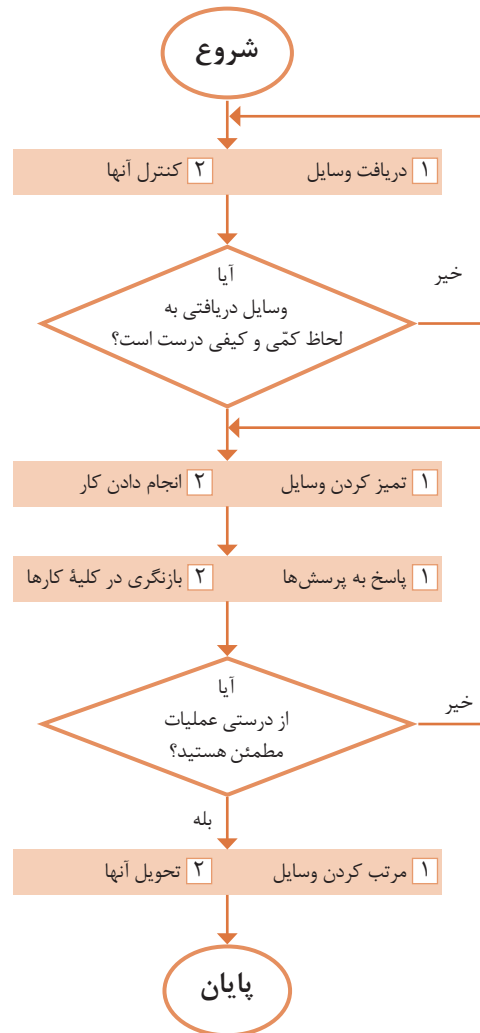 شروع
۱ دریافت وسایل ۲ کنترل آنها
آیا
وسایل دریافتی به
لحاظ کمّی و کیفی درست است؟
خیر
۱ تمیز کردن وسایل ۲ انجام دادن کار
۱ پاسخ به پرسش‌ها ۲ بازنگری در کلیهٔ کارها
آیا
از درستی عملیات
مطمئن هستید؟
خیر
بله
۱ مرتب کردن وسایل ۲ تحویل آنها
پایان